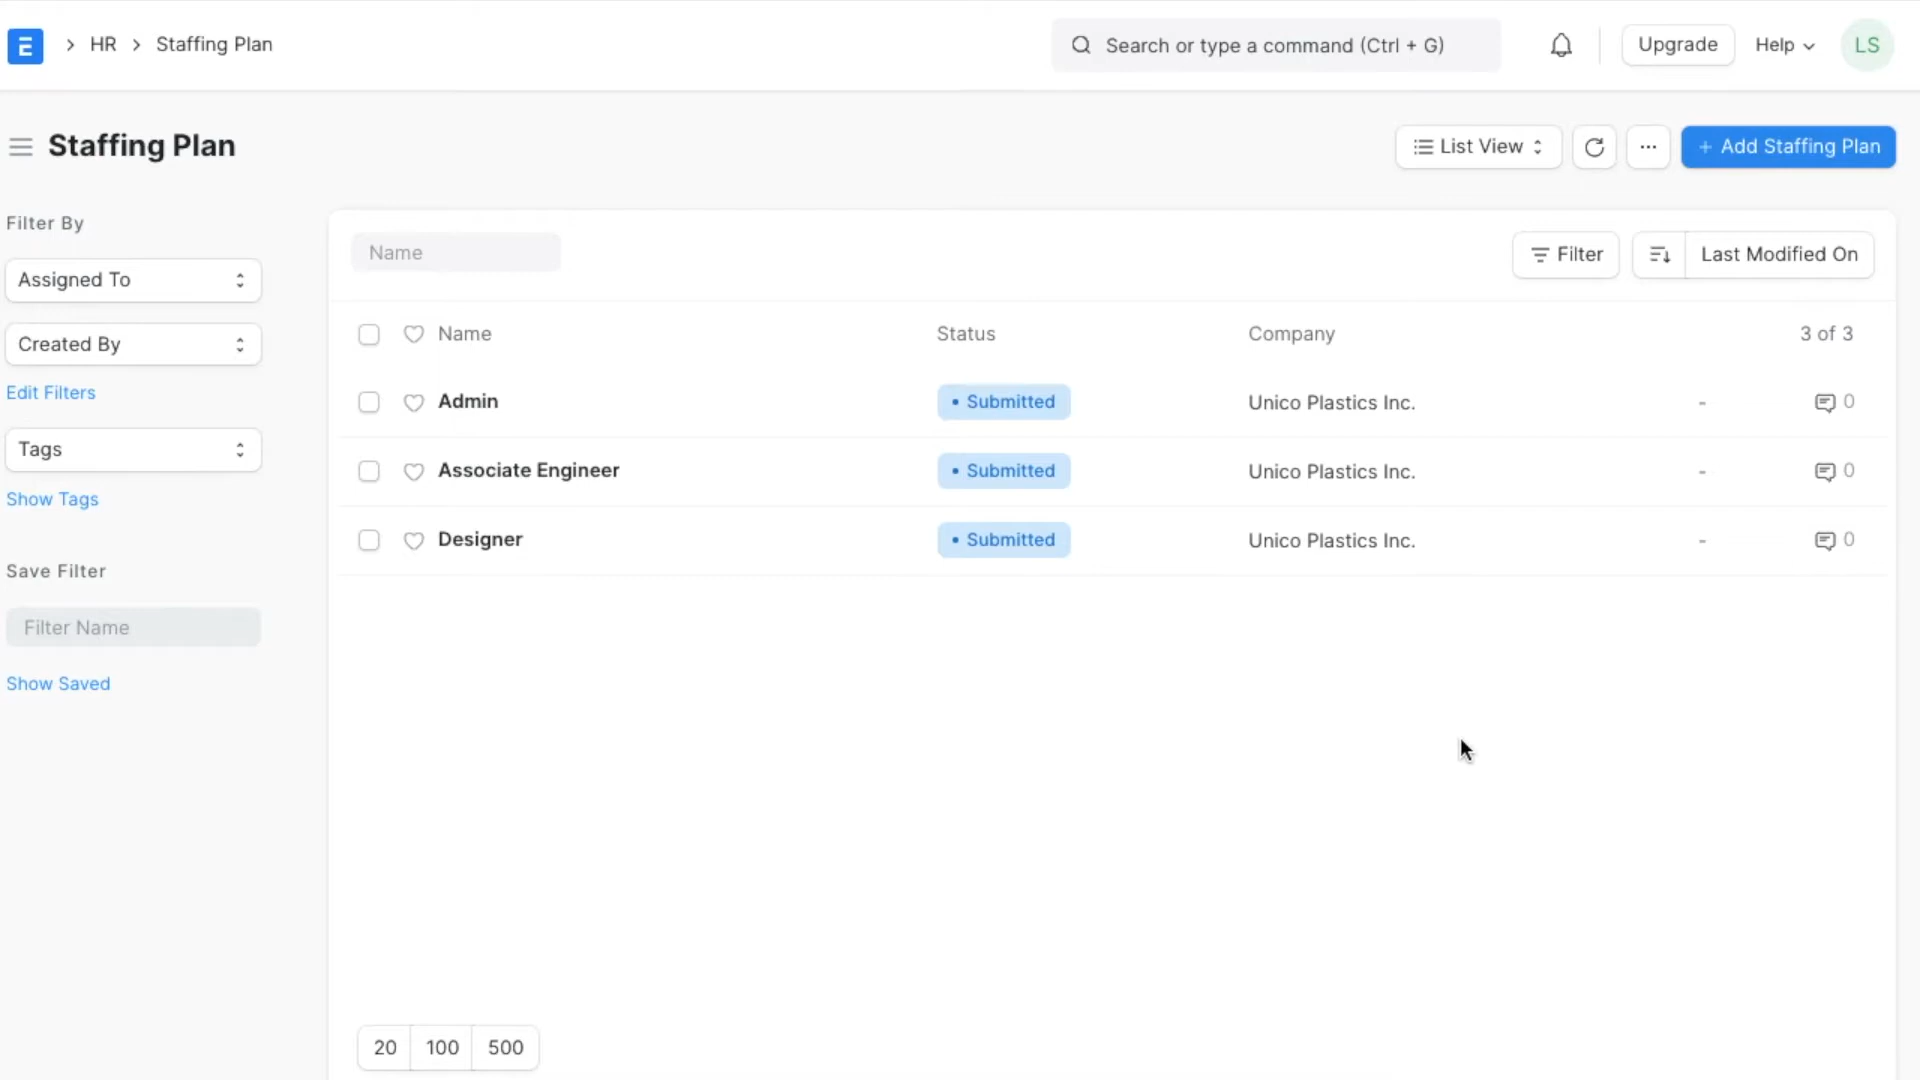 E HR Staffing Plan Search or type a command (Ctrl + G) Upgrade Help LS
Staffing Plan List View ... + Add Staffing Plan
Filter By
Assigned To
Created By
Edit Filters
Tags
Show Tags
Save Filter
Filter Name
Show Saved
Name Filter Last Modified On
Name Status Company 3 of 3
Admin • Submitted Unico Plastics Inc. - 0
Associate Engineer • Submitted Unico Plastics Inc. - 0
Designer • Submitted Unico Plastics Inc. - 0
20 100 500